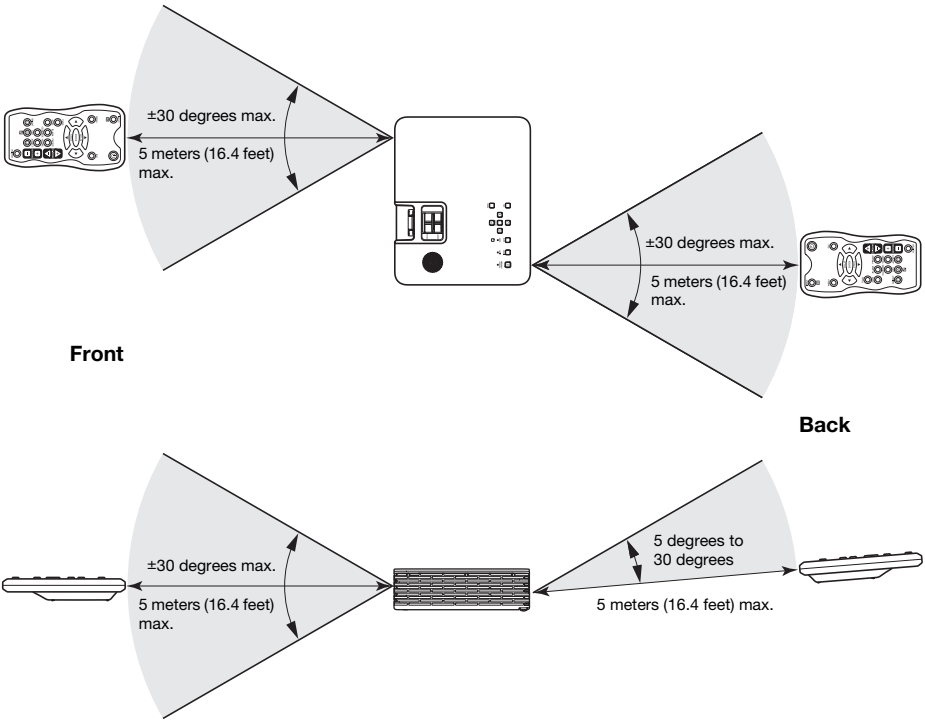 ±30 degrees max.
5 meters (16.4 feet)
max.
±30 degrees max.
5 meters (16.4 feet)
max.
Front
Back
±30 degrees max.
5 meters (16.4 feet)
max.
5 degrees to
30 degrees
5 meters (16.4 feet) max.